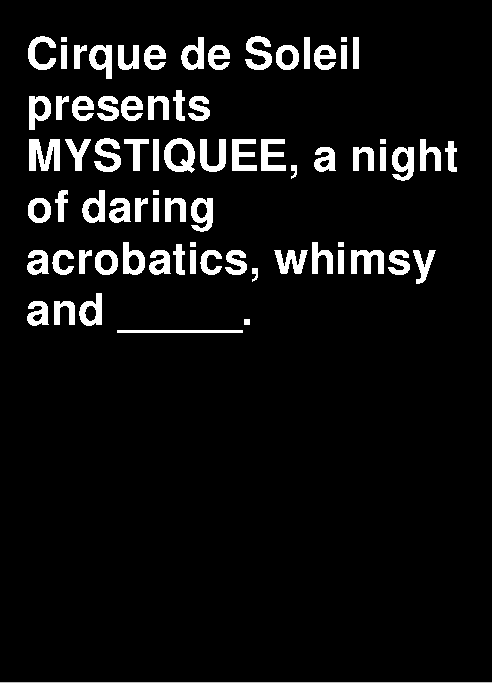 Cirque de Soleil
presents
MYSTIQUEE, a night
of daring
acrobatics, whimsy
and ______.